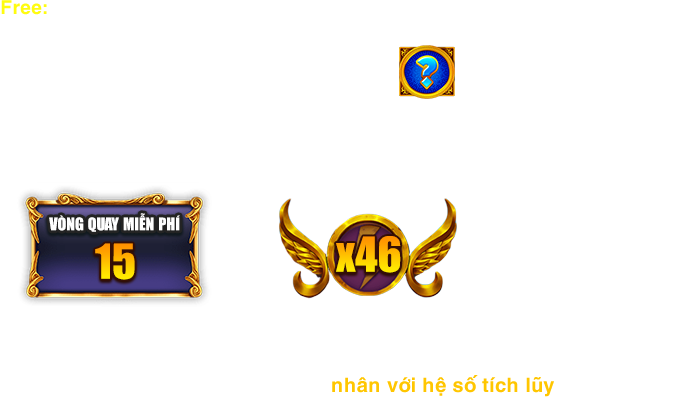 Free:
?
VÒNG QUAY MIỄN PHÍ
15
x46
nhân với hệ số tích lũy